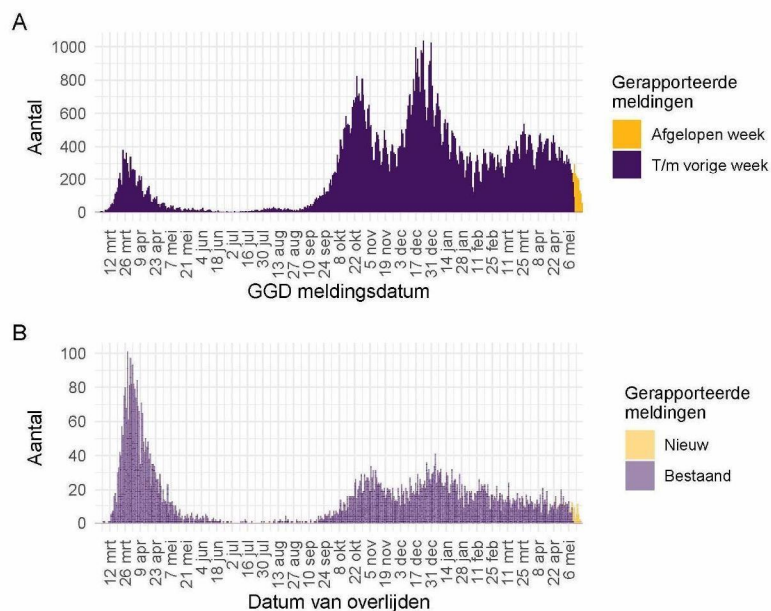 A
1000
800
600
400
200
0
Aantal
12 mrt
26 mrt
9 apr
23 apr
7 mei
21 mei
4 jun
18 jun
2 jul
16 jul
30 jul
13 aug
27 aug
10 sep
24 sep
8 okt
22 okt
5 nov
19 nov
3 dec
17 dec
31 dec
14 jan
28 jan
11 feb
25 feb
11 mrt
25 mrt
8 apr
22 apr
6 mei
GGD meldingsdatum
Gerapporteerde
meldingen
Afgelopen week
T/m vorige week
B
100
80
60
40
20
0
Aantal
12 mrt
26 mrt
9 apr
23 apr
7 mei
21 mei
4 jun
18 jun
2 jul
16 jul
30 jul
13 aug
27 aug
10 sep
24 sep
8 okt
22 okt
5 nov
19 nov
3 dec
17 dec
31 dec
14 jan
28 jan
11 feb
25 feb
11 mrt
25 mrt
8 apr
22 apr
6 mei
Datum van overlijden
Gerapporteerde
meldingen
Nieuw
Bestaand